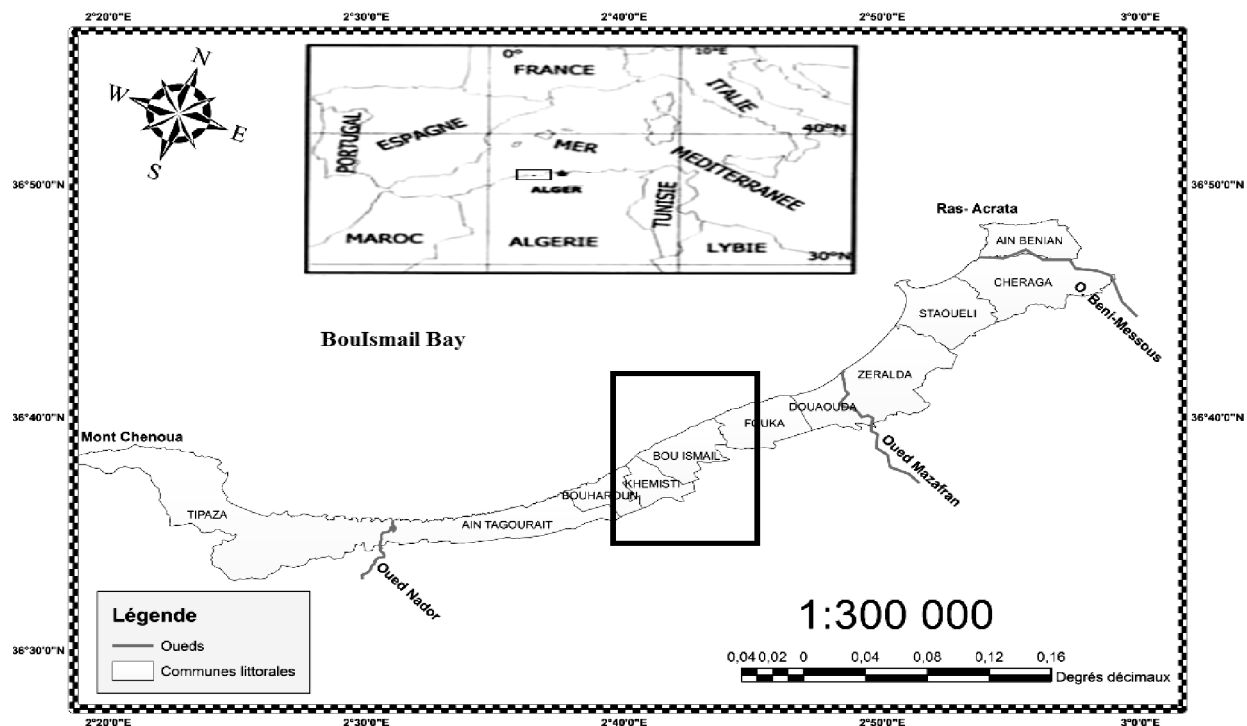 2°20'0"E
2°30'0"E
2°40'0"E
2°50'0"E
3°0'0"E
N
W
E
S
0°
10°E
FRANCE
ITALIE
PORTUGAL
ESPAGNE
40°N
MER
MEDITERRANEE
ALGER
TUNISIE
MAROC
ALGERIE
LYBIE
30°N
36°50'0"N
36°50'0"N
Ras- Acrata
AIN BENIAN
CHERAGA
O. Beni-Messous
STAOUELI
BouIsmail Bay
ZERALDA
DOUAOUDA
FOUKA
36°40'0"N
36°40'0"N
Mont Chenoua
BOU ISMAIL
Oued Mazafran
KHEMISTI
BOUHAROUN
TIPAZA
AIN TAGOURAIT
Oued Nador
Légende
Oueds
Communes littorales
1:300 000
0,04 0,02 0 0,04 0,08 0,12 0,16
Degrés décimaux
36°30'0"N
36°30'0"N
2°20'0"E
2°30'0"E
2°40'0"E
2°50'0"E
3°0'0"E